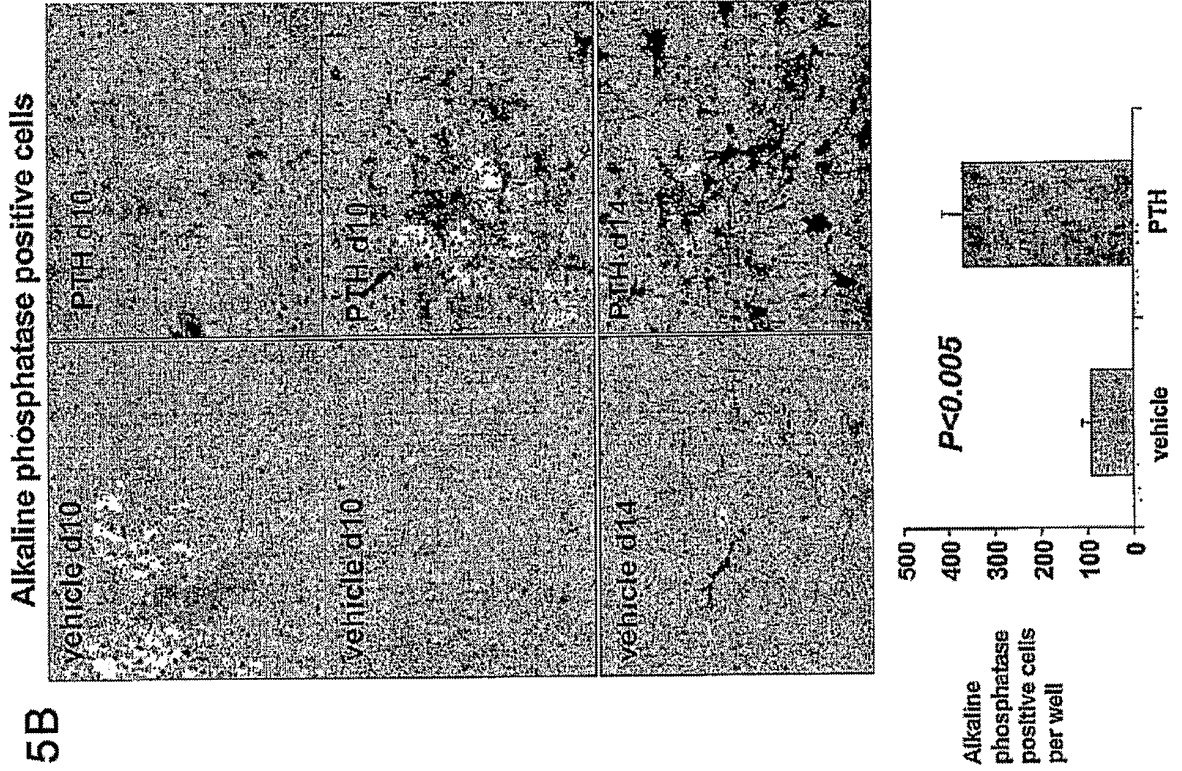 5B
Alkaline phosphatase positive cells
vehicle d10
PTH d10
vehicle d10
PTH d10
vehicle d14
PTH d14
Alkaline
phosphatase
positive cells
per well
500
400
300
200
100
0
P<0.005
vehicle
PTH